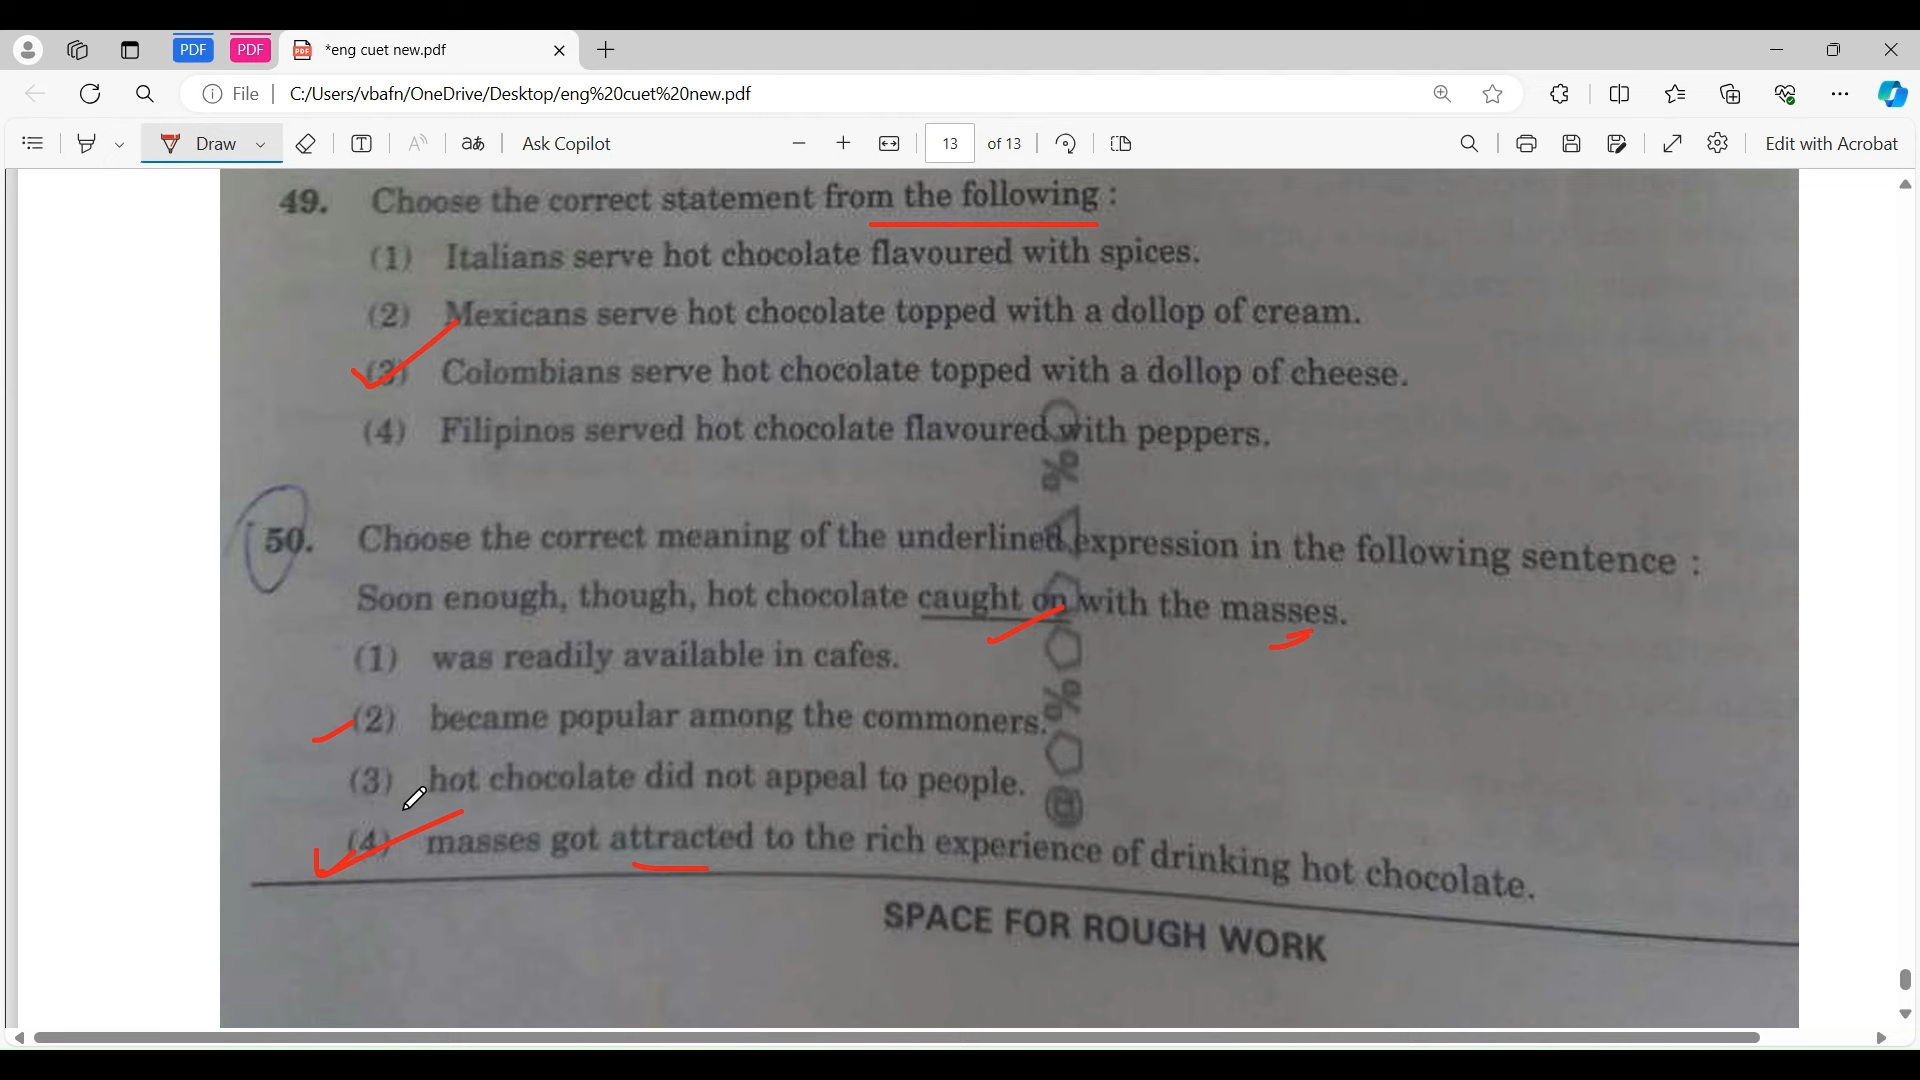 PDF
PDF
PDF
*eng cuet new.pdf
File
C:/Users/vbafn/OneDrive/Desktop/eng%20cuet%20new.pdf
Draw
Ask Copilot
13
of 13
Edit with Acrobat
49. Choose the correct statement from the following :
(1) Italians serve hot chocolate flavoured with spices.
(2) Mexicans serve hot chocolate topped with a dollop of cream.
(3) Colombians serve hot chocolate topped with a dollop of cheese.
(4) Filipinos served hot chocolate flavoured with peppers.
50. Choose the correct meaning of the underlined expression in the following sentence :
Soon enough, though, hot chocolate caught on with the masses.
(1) was readily available in cafes.
(2) became popular among the commoners.
(3) hot chocolate did not appeal to people.
(4) masses got attracted to the rich experience of drinking hot chocolate.
SPACE FOR ROUGH WORK